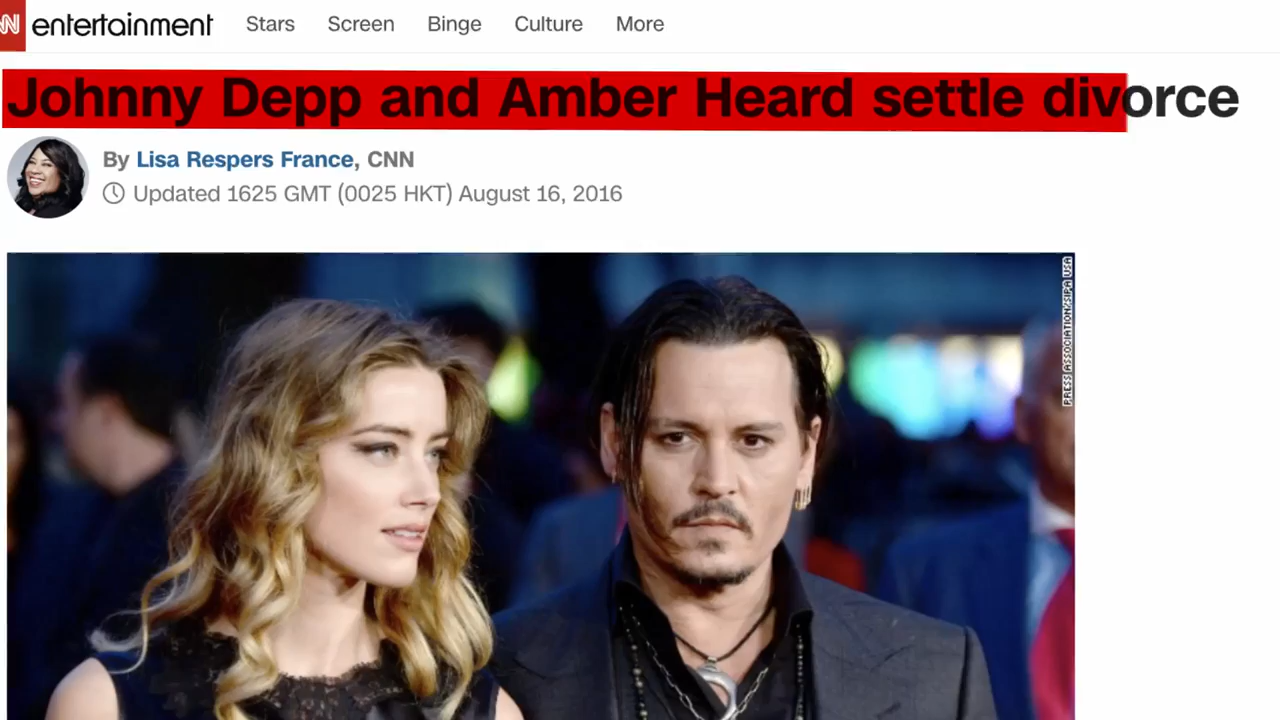 CNN entertainment Stars Screen Binge Culture More
Johnny Depp and Amber Heard settle divorce
By Lisa Respers France, CNN
Updated 1625 GMT (0025 HKT) August 16, 2016
PRESS ASSOCIATION/SIPA USA